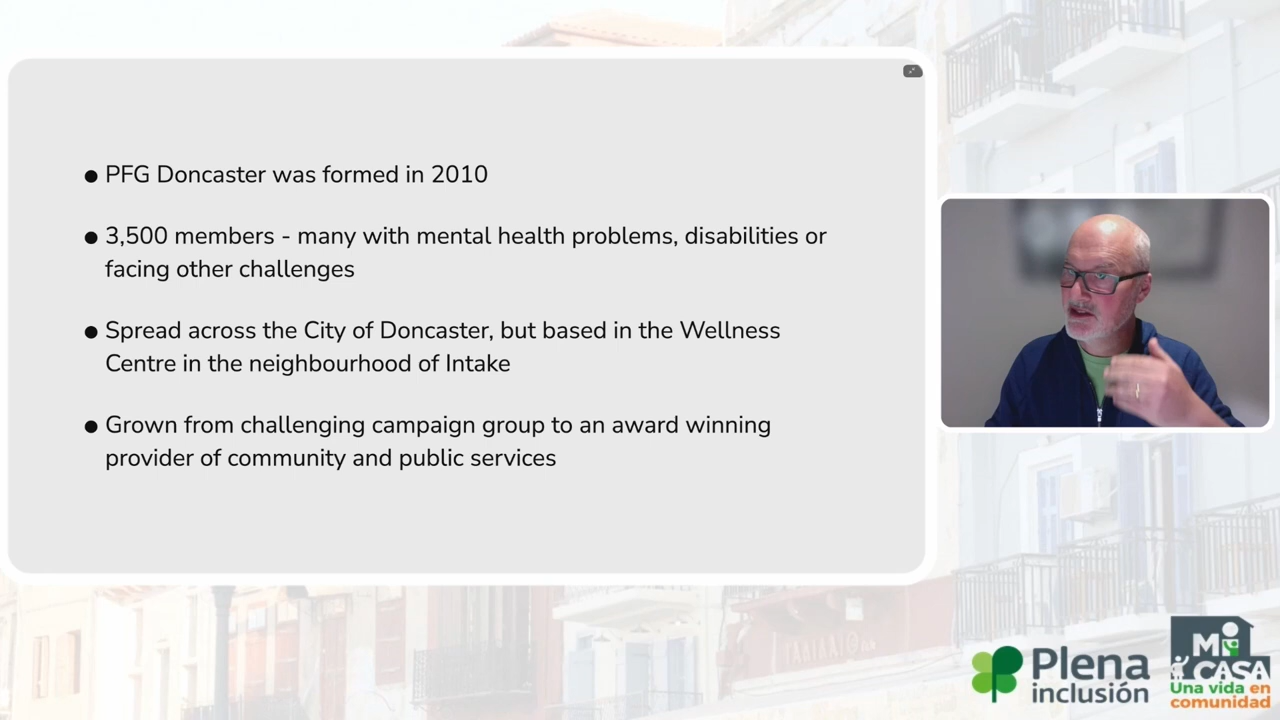 ● PFG Doncaster was formed in 2010
● 3,500 members - many with mental health problems, disabilities or
facing other challenges
● Spread across the City of Doncaster, but based in the Wellness
Centre in the neighbourhood of Intake
● Grown from challenging campaign group to an award winning
provider of community and public services
Plena
inclusión
Mi
CASA
Una vida en
comunidad